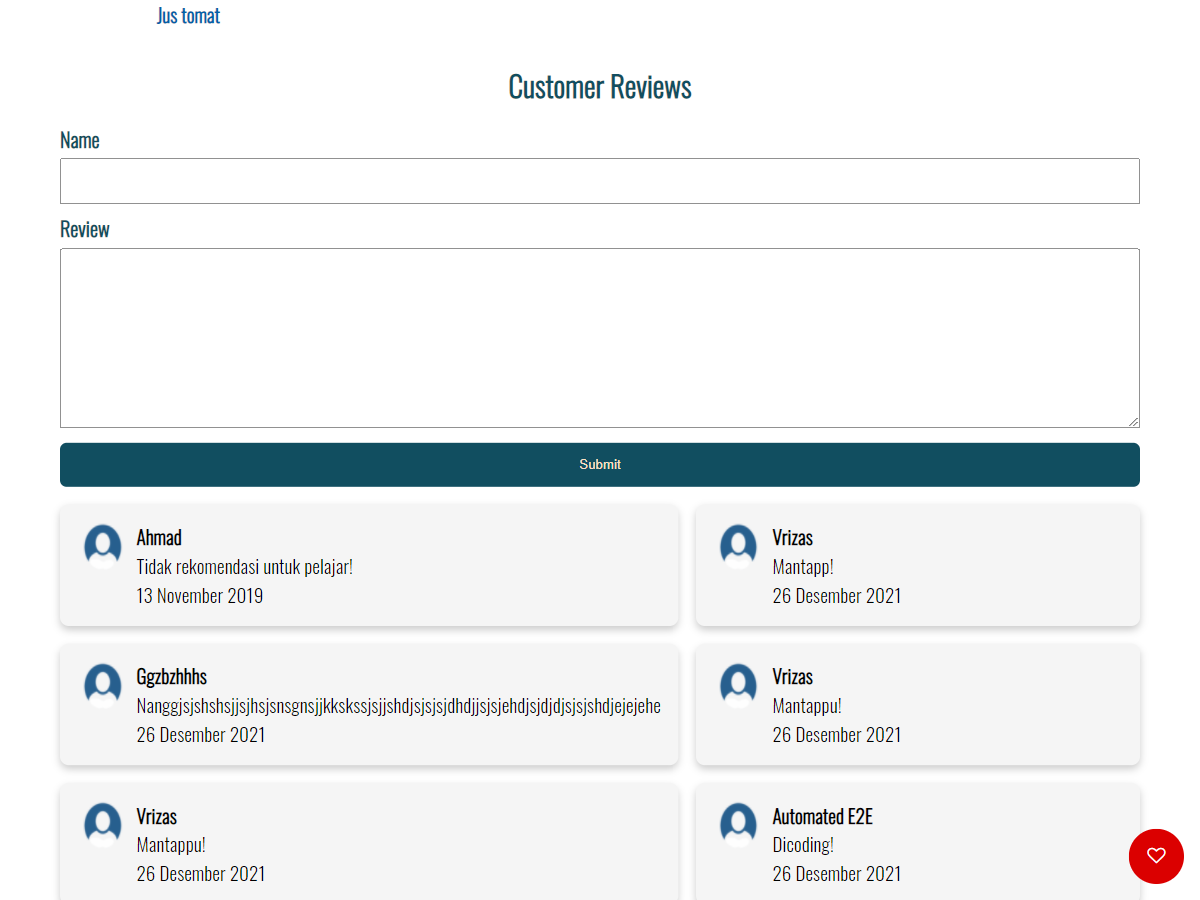 Jus tomat
Customer Reviews
Name
Review
Submit
Ahmad
Tidak rekomendasi untuk pelajar!
13 November 2019
Vrizas
Mantapp!
26 Desember 2021
Ggzbzhhhs
Nanggjsjshshsjjsjhsjsnsgnsjjkkskssjsjjshdjsjsjsjdhdjjsjsjehdjsjdjdjsjsjshdjejejehe
26 Desember 2021
Vrizas
Mantappu!
26 Desember 2021
Vrizas
Mantappu!
26 Desember 2021
Automated E2E
Dicoding!
26 Desember 2021